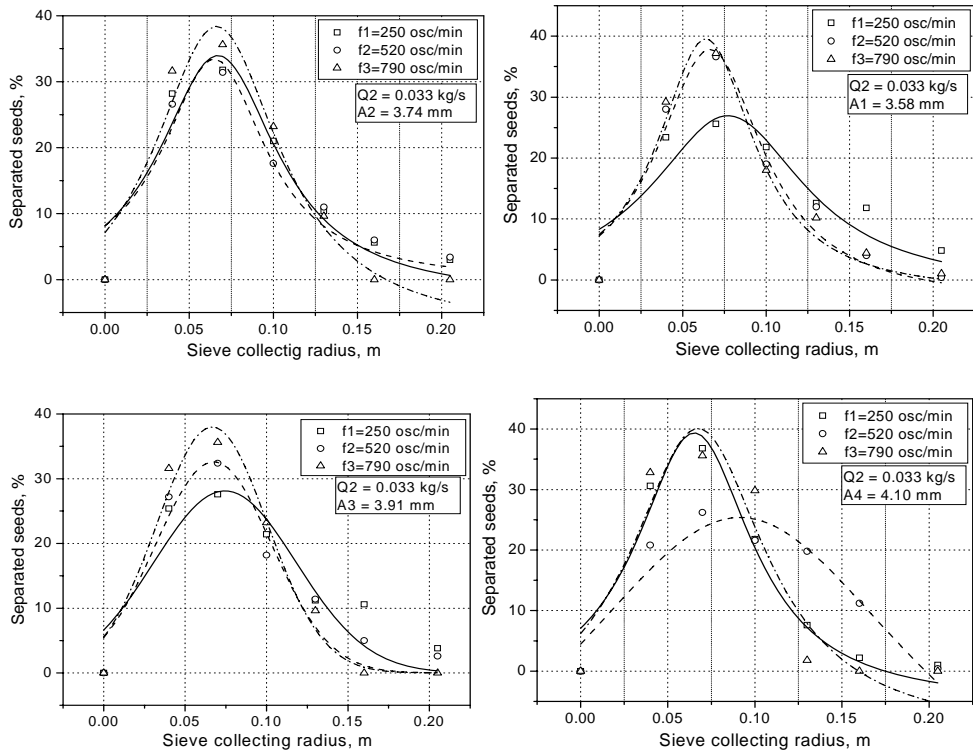 40
30
20
10
0
Separated seeds, %
f1=250 osc/min
f2=520 osc/min
f3=790 osc/min
Q2 = 0.033 kg/s
A2 = 3.74 mm
0.00 0.05 0.10 0.15 0.20
Sieve collectig radius, m
40
30
20
10
0
Separated seeds, %
f1=250 osc/min
f2=520 osc/min
f3=790 osc/min
Q2 = 0.033 kg/s
A1 = 3.58 mm
0.00 0.05 0.10 0.15 0.20
Sieve collecting radius, m
40
30
20
10
0
Separated seeds, %
f1=250 osc/min
f2=520 osc/min
f3=790 osc/min
Q2 = 0.033 kg/s
A3 = 3.91 mm
0.00 0.05 0.10 0.15 0.20
Sieve collecting radius, m
40
30
20
10
0
Separated seeds, %
f1=250 osc/min
f2=520 osc/min
f3=790 osc/min
Q2 = 0.033 kg/s
A4 = 4.10 mm
0.00 0.05 0.10 0.15 0.20
Sieve collecting radius, m